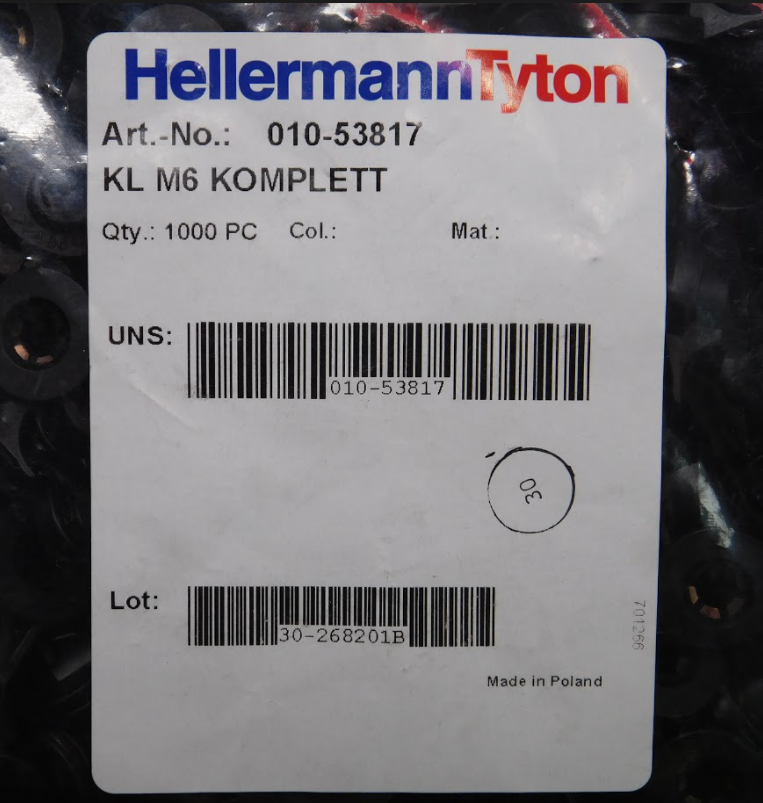 HellermannTyton
Art.-No.: 010-53817
KL M6 KOMPLETT
Qty.: 1000 PC Col.: Mat.:
UNS:
010-53817
30
Lot:
30-268201B
701266
Made in Poland